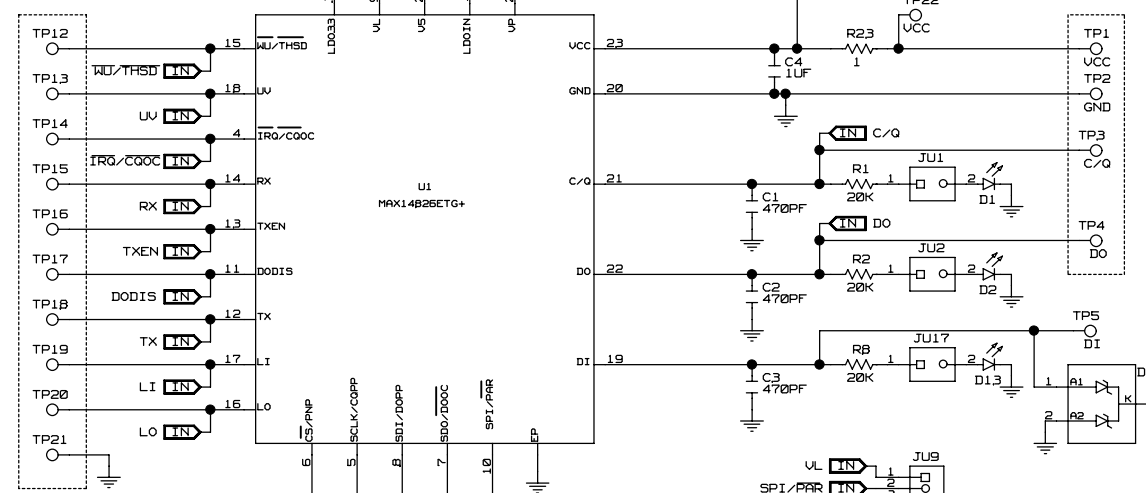 TP22
VCC
LDO33
VL
V5
LDOIN
VP
TP12
15
WU/THSD
WU/THSD
IN
VCC
23
C4
1UF
R23
1
TP1
VCC
TP13
18
UV
UV
IN
GND
20
TP2
GND
TP14
4
IRQ/CQOC
IRQ/CQOC
IN
IN
C/Q
TP3
C/Q
TP15
14
RX
RX
IN
U1
MAX14826ETG+
C/Q
21
C1
470PF
R1
20K
1
JU1
2
D1
TP16
13
TXEN
TXEN
IN
IN
DO
TP4
DO
TP17
11
DODIS
DODIS
IN
DO
22
C2
470PF
R2
20K
1
JU2
2
D2
TP18
12
TX
TX
IN
TP5
DI
TP19
17
LI
LI
IN
DI
19
C3
470PF
R8
20K
1
JU17
2
D13
D
1
A1
K
2
A2
TP20
16
LO
LO
IN
TP21
CS/PNP
SCLK/CQPP
SDI/DOPP
SDO/DOOC
SPI/PAR
EP
6
5
8
7
10
VL
IN
1
JU9
SPI/PAR
IN
2